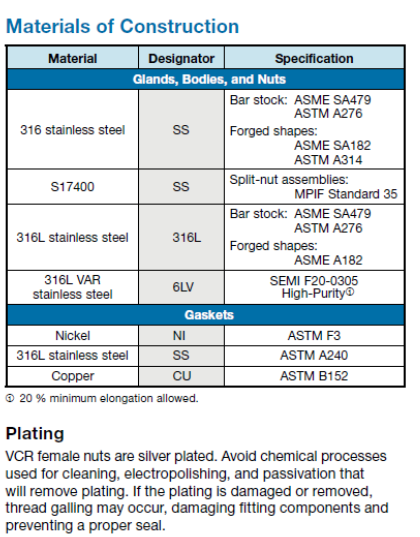 Materials of Construction
Material Designator Specification
Glands, Bodies, and Nuts
316 stainless steel SS Bar stock: ASME SA479
ASTM A276
Forged shapes:
ASME SA182
ASTM A314
S17400 SS Split-nut assemblies:
MPIF Standard 35
316L stainless steel 316L Bar stock: ASME SA479
ASTM A276
Forged shapes:
ASME A182
316L VAR
stainless steel 6LV SEMI F20-0305
High-Purity①
Gaskets
Nickel NI ASTM F3
316L stainless steel SS ASTM A240
Copper CU ASTM B152
① 20 % minimum elongation allowed.
Plating
VCR female nuts are silver plated. Avoid chemical processes
used for cleaning, electropolishing, and passivation that
will remove plating. If the plating is damaged or removed,
thread galling may occur, damaging fitting components and
preventing a proper seal.